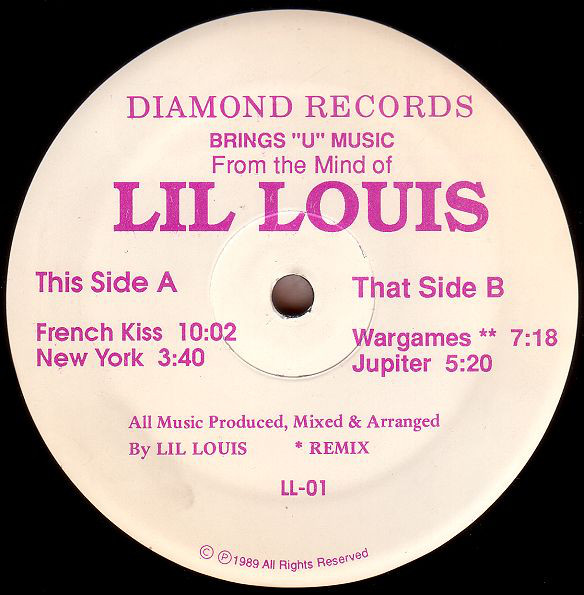 DIAMOND RECORDS
BRINGS "U" MUSIC
From the Mind of
LIL LOUIS
This Side A
French Kiss 10:02
New York 3:40
That Side B
Wargames ** 7:18
Jupiter 5:20
All Music Produced, Mixed & Arranged
By LIL LOUIS * REMIX
LL-01
© ℗ 1989 All Rights Reserved